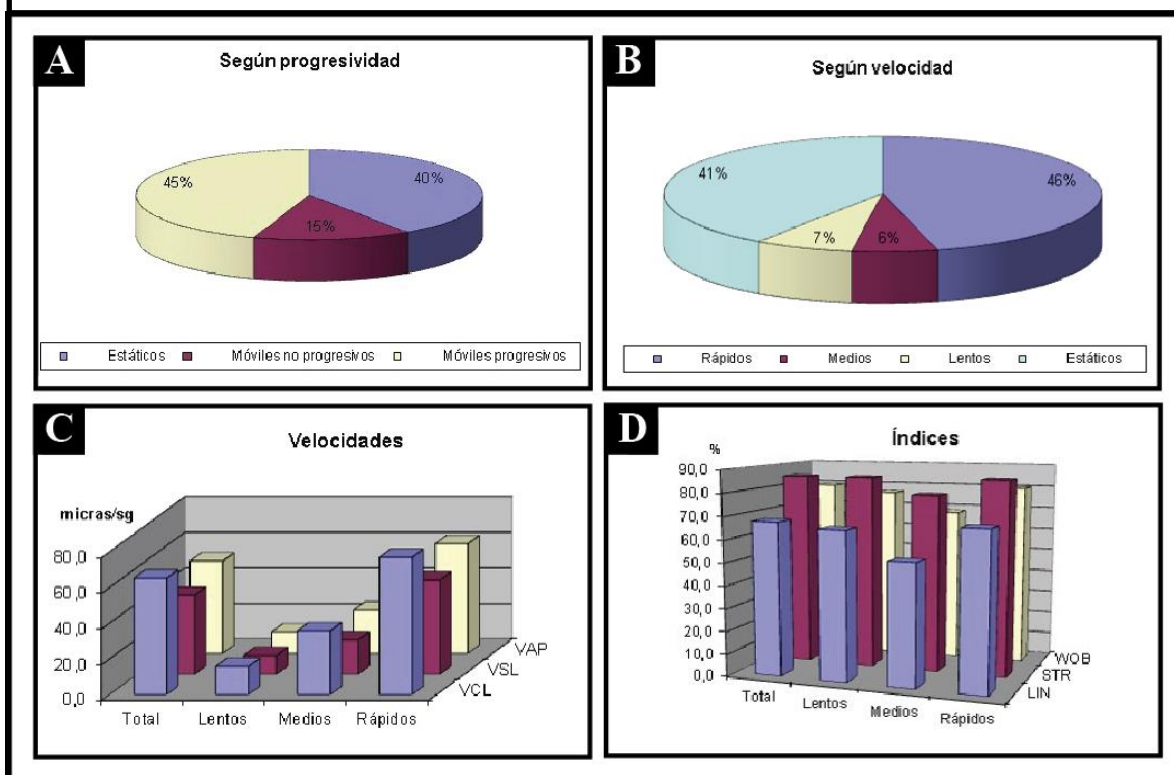 A
Según progresividad
45%
40%
15%
Estáticos Móviles no progresivos Móviles progresivos
B
Según velocidad
41%
46%
7%
6%
Rápidos Medios Lentos Estáticos
C
Velocidades
micras/sg
80,0
60,0
40,0
20,0
0,0
VAP
VSL
VCL
Total Lentos Medios Rápidos
D
Índices
%
90,0
80,0
70,0
60,0
50,0
40,0
30,0
20,0
10,0
0,0
WOB
STR
LIN
Total Lentos Medios Rápidos